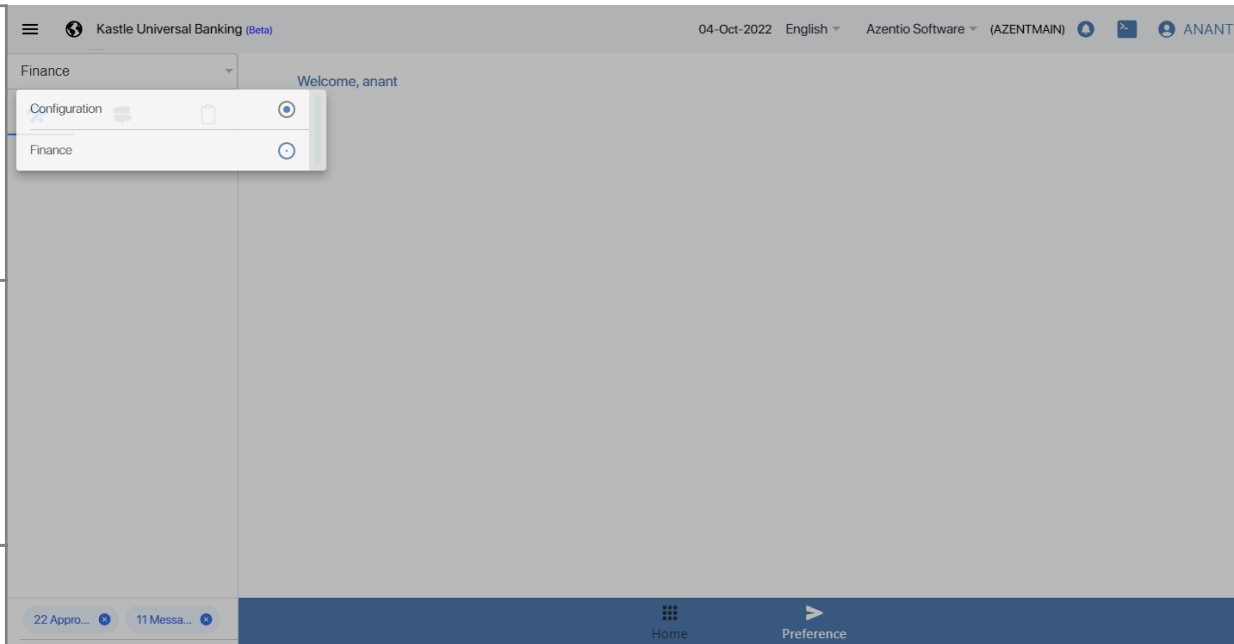 Kastle Universal Banking (Beta)
04-Oct-2022 English Azentio Software (AZENTMAIN) ANANT
Finance
Welcome, anant
Configuration
Finance
22 Appro... 11 Messa...
Home Preference